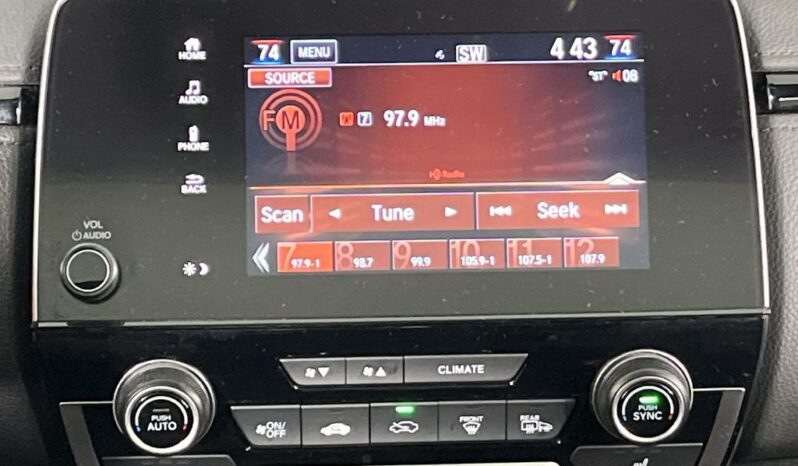 74 MENU SW 4:43 74
HOME
SOURCE "ST" 08
AUDIO
FM 7 97.9 MHz
PHONE
HD Radio
BACK
Scan Tune Seek
VOL
AUDIO
7 97.9-1 8 98.7 9 99.9 10 105.9-1 11 107.5-1 12 107.9
CLIMATE
PUSH AUTO
PUSH SYNC
ON/OFF FRONT REAR